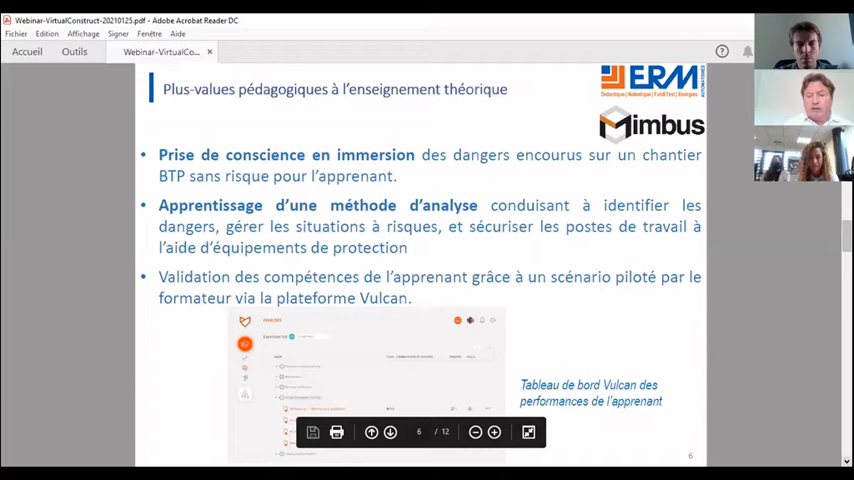 Webinar-VirtualConstruct-20210125.pdf - Adobe Acrobat Reader DC
Fichier Edition Affichage Signer Fenêtre Aide
Accueil Outils Webinar-VirtualCo... ×
Plus-values pédagogiques à l'enseignement théorique
ERM
AUTOMATISMES
Mimbus
• Prise de conscience en immersion des dangers encourus sur un chantier
BTP sans risque pour l'apprenant.
• Apprentissage d'une méthode d'analyse conduisant à identifier les
dangers, gérer les situations à risques, et sécuriser les postes de travail à
l'aide d'équipements de protection
• Validation des compétences de l'apprenant grâce à un scénario piloté par le
formateur via la plateforme Vulcan.
Tableau de bord Vulcan des
performances de l'apprenant
6 / 12
6